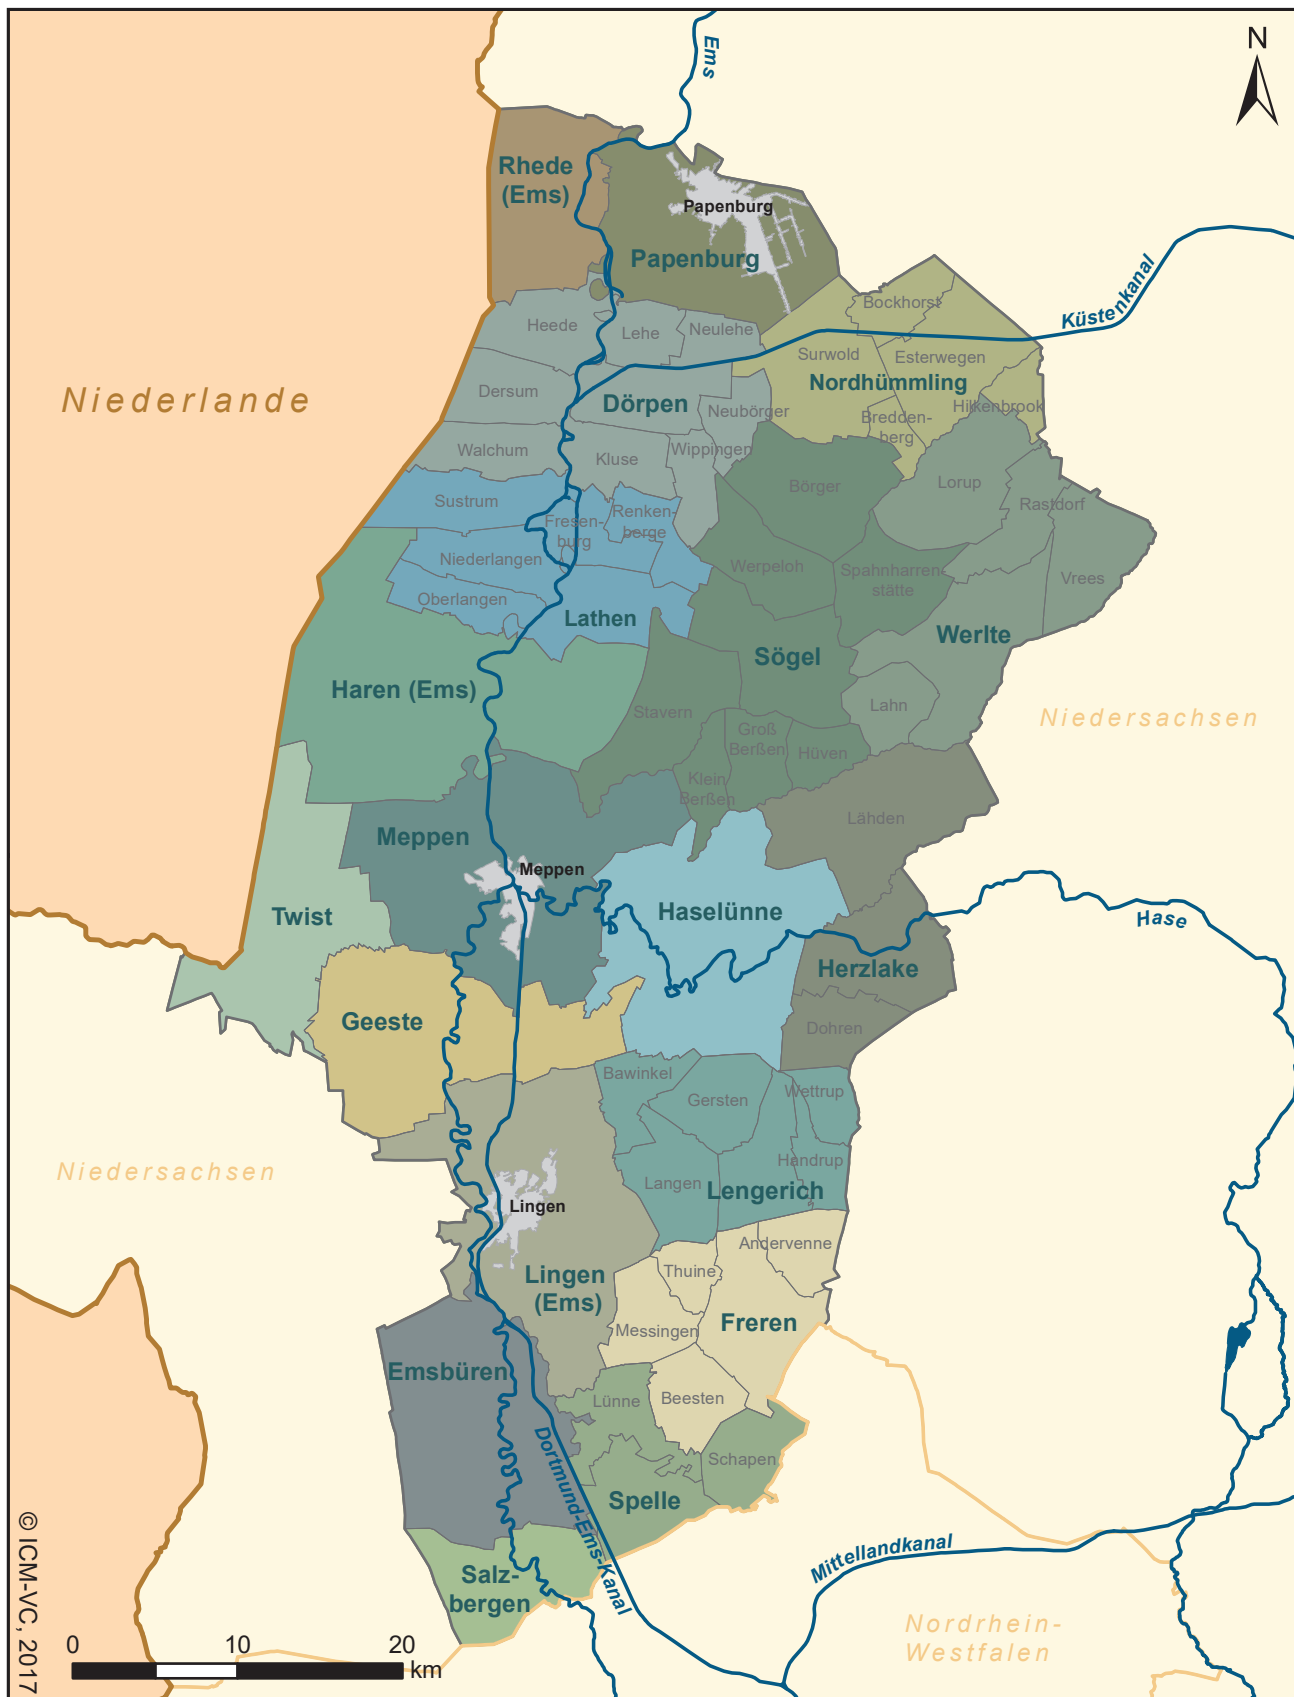 Ems
N
Rhede
(Ems)
Papenburg
Papenburg
Küstenkanal
Bockhorst
Heede
Lehe
Neulehe
Surwold
Esterwegen
Nordhümmling
Niederlande
Dersum
Dörpen
Neubörger
Hilkenbrook
Bredden-
berg
Walchum
Kluse
Wippingen
Börger
Lorup
Rastdorf
Sustrum
Fresen-
burg
Renken-
berge
Niederlangen
Werpeloh
Spahnharren-
stätte
Vrees
Oberlangen
Lathen
Werlte
Sögel
Haren (Ems)
Stavern
Lahn
Niedersachsen
Groß
Berßen
Hüven
Klein
Berßen
Lähden
Meppen
Meppen
Twist
Haselünne
Hase
Herzlake
Geeste
Dohren
Bawinkel
Gersten
Wettrup
Niedersachsen
Handrup
Langen
Lengerich
Lingen
Andervenne
Thuine
Lingen
(Ems)
Messingen
Freren
Emsbüren
Lünne
Beesten
Dortmund-Ems-Kanal
Schapen
Spelle
Mittellandkanal
Salz-
bergen
Nordrhein-
Westfalen
0 10 20
km
© ICM-VC, 2017